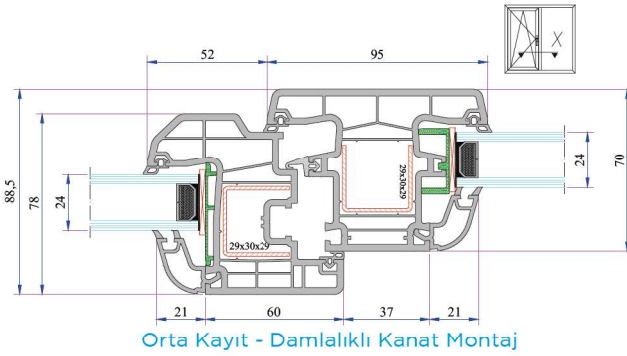 52
95
X
88,5
78
24
29x30x29
29x30x29
24
70
21
60
37
21
Orta Kayıt - Damlalıklı Kanat Montaj